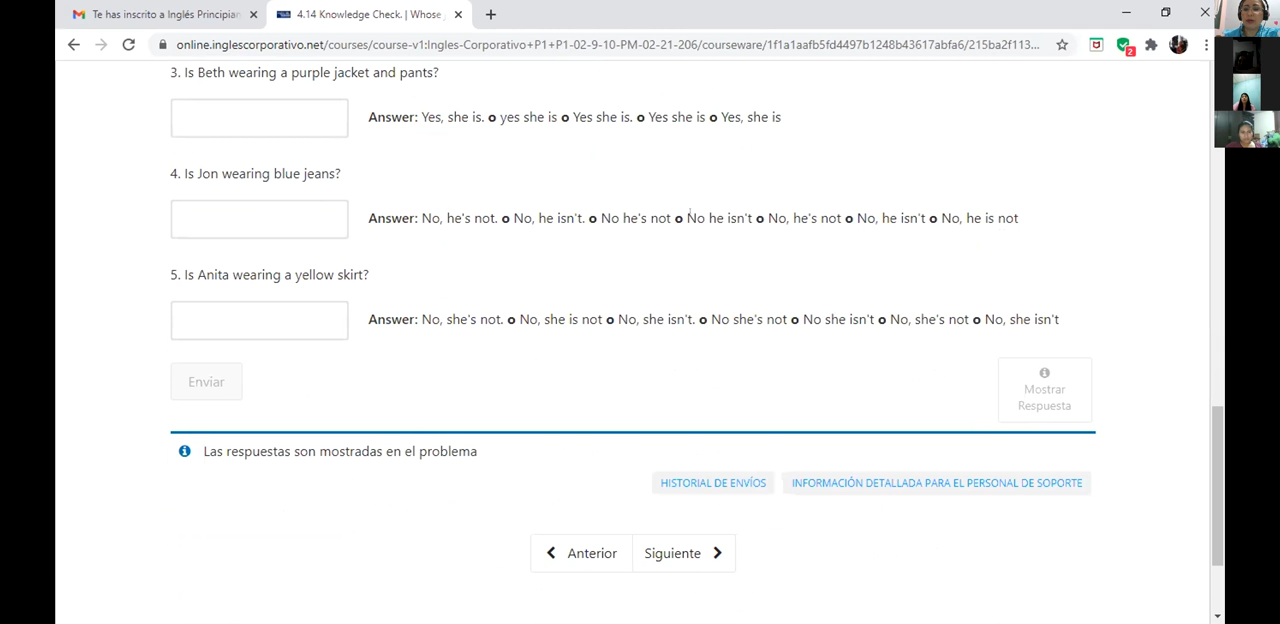 Te has inscrito a Inglés Principian
4.14 Knowledge Check. | Whose
online.inglescorporativo.net/courses/course-v1:Ingles-Corporativo+P1+P1-02-9-10-PM-02-21-206/courseware/1f1a1aafb5fd4497b1248b43617abfa6/215ba2f113...
2
3. Is Beth wearing a purple jacket and pants?
Answer: Yes, she is. o yes she is o Yes she is. o Yes she is o Yes, she is
4. Is Jon wearing blue jeans?
Answer: No, he's not. o No, he isn't. o No he's not o No he isn't o No, he's not o No, he isn't o No, he is not
5. Is Anita wearing a yellow skirt?
Answer: No, she's not. o No, she is not o No, she isn't. o No she's not o No she isn't o No, she's not o No, she isn't
Enviar
Mostrar
Respuesta
Las respuestas son mostradas en el problema
HISTORIAL DE ENVÍOS
INFORMACIÓN DETALLADA PARA EL PERSONAL DE SOPORTE
Anterior
Siguiente